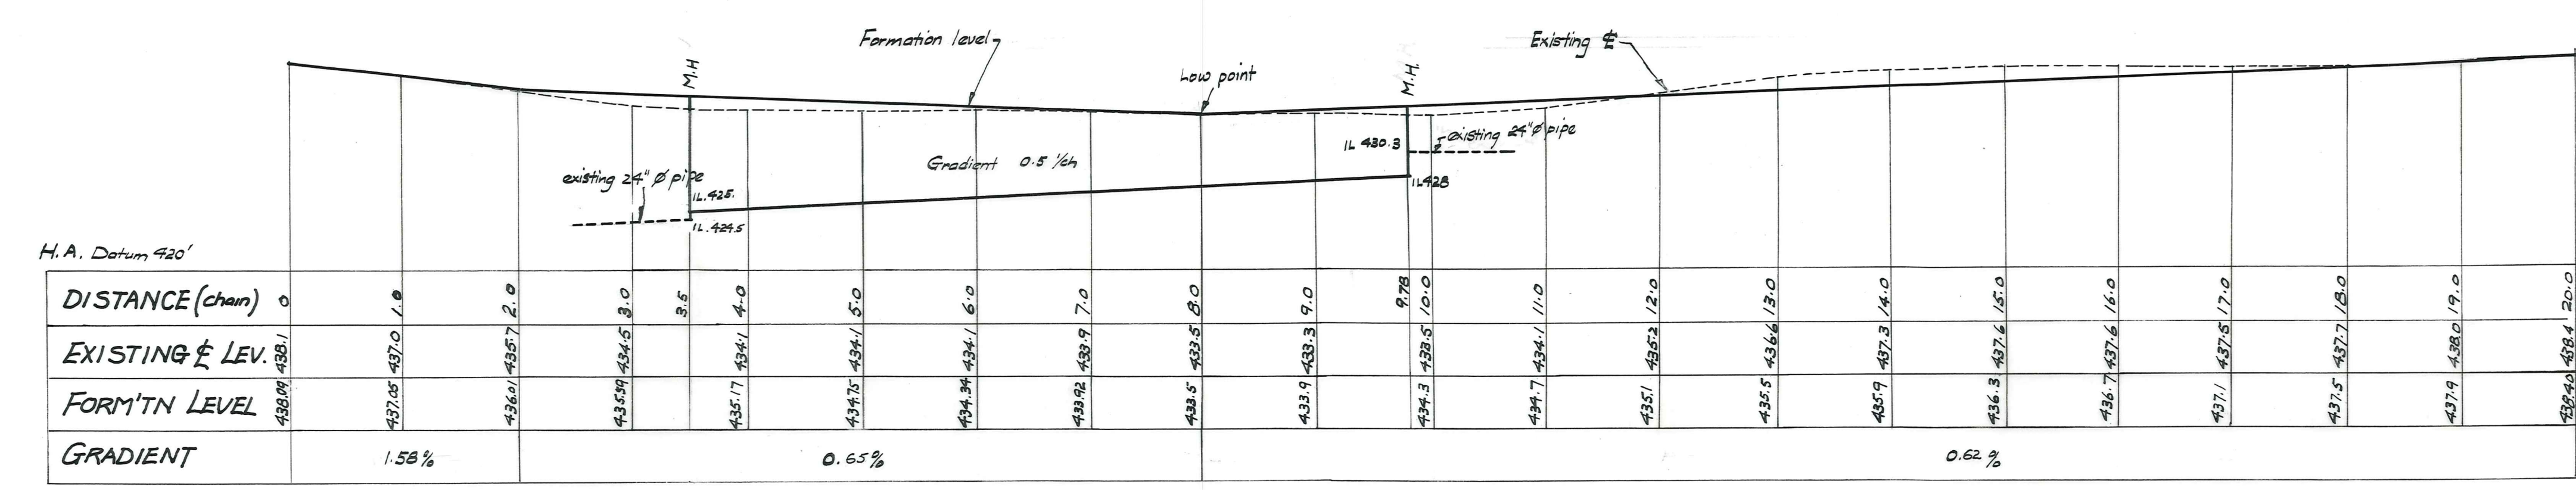 Formation level
M.H
Low point
M.H.
Existing ℄
existing 24"Ø pipe
IL 430.3
Gradient 0.5 '/ch
existing 24" Ø pipe
IL.425.
IL428
IL.424.5
H.A. Datum 420'
DISTANCE (chain) 0 1.0 2.0 3.0 3.5 4.0 5.0 6.0 7.0 8.0 9.0 9.78 10.0 11.0 12.0 13.0 14.0 15.0 16.0 17.0 18.0 19.0 20.0
EXISTING ℄ LEV. 438.1 437.0 435.7 434.5 434.1 434.1 434.1 433.9 433.5 433.3 433.5 434.1 435.2 436.6 437.3 437.6 437.6 437.5 437.7 438.0 438.4
FORM'TN LEVEL 438.09 437.05 436.01 435.59 435.17 434.75 434.34 433.92 433.5 433.9 434.3 434.7 435.1 435.5 435.9 436.3 436.7 437.1 437.5 437.9 438.40
GRADIENT 1.58% 0.65% 0.62%